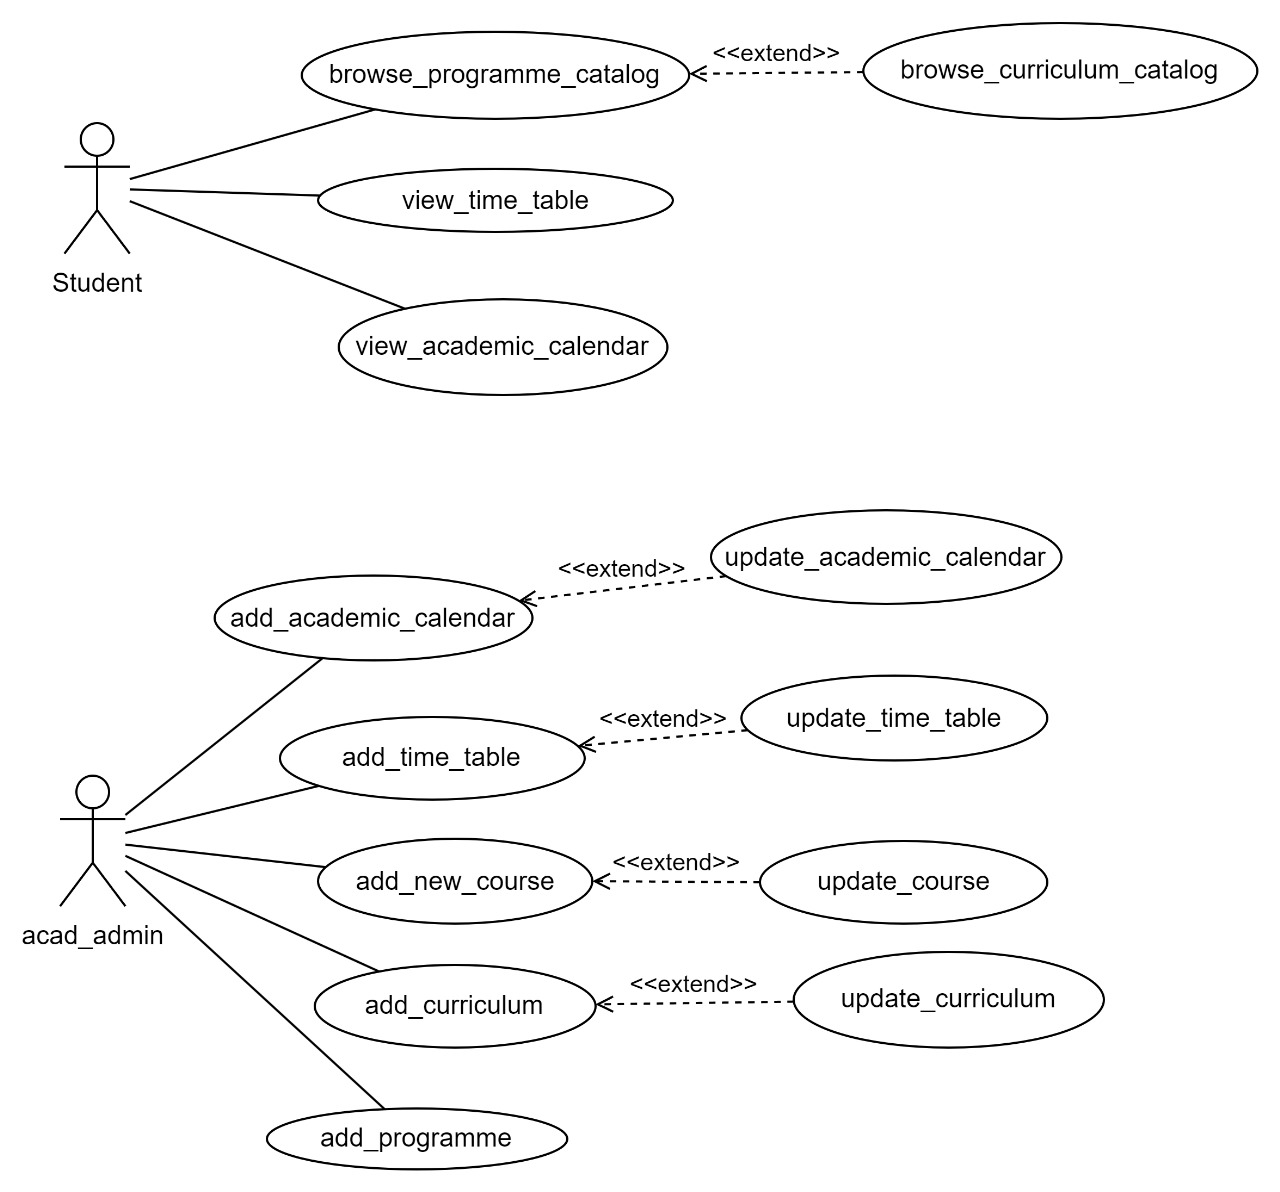 <<extend>>
browse_programme_catalog
browse_curriculum_catalog
view_time_table
Student
view_academic_calendar
update_academic_calendar
<<extend>>
add_academic_calendar
<<extend>>
update_time_table
add_time_table
<<extend>>
add_new_course
update_course
acad_admin
<<extend>>
add_curriculum
update_curriculum
add_programme